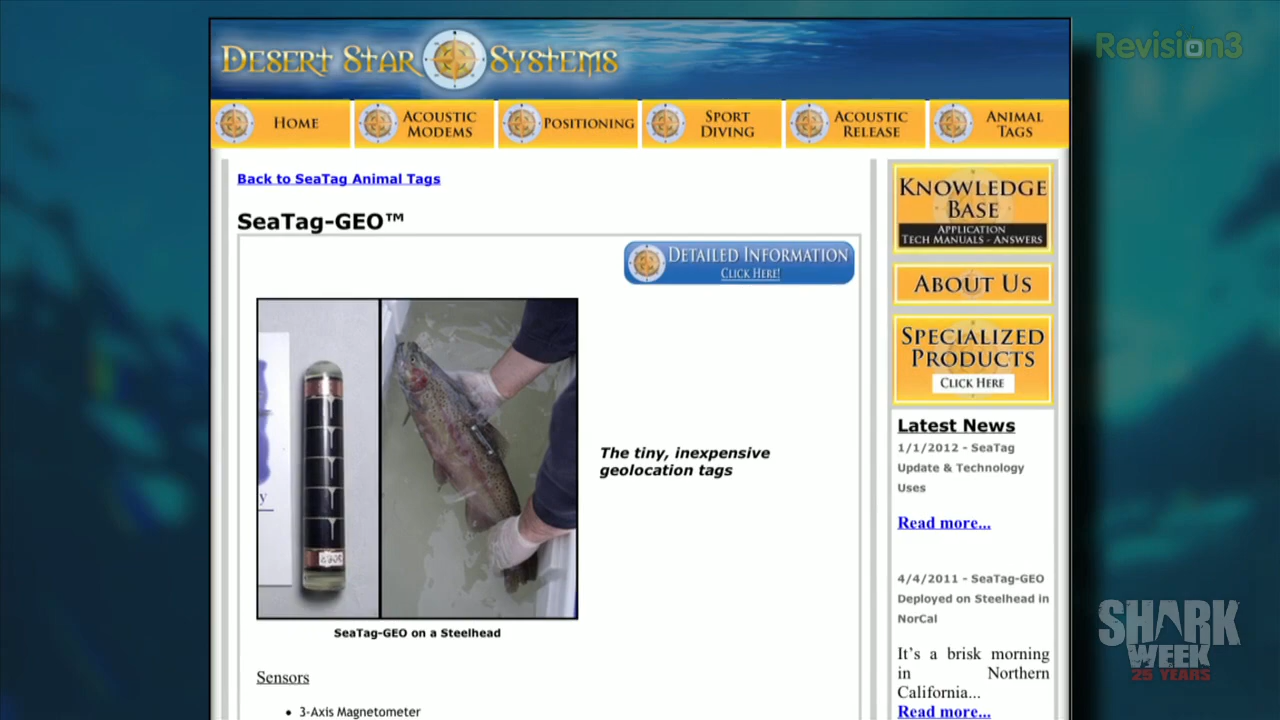 Revision3
DESERT STAR SYSTEMS
HOME
ACOUSTIC
MODEMS
POSITIONING
SPORT
DIVING
ACOUSTIC
RELEASE
ANIMAL
TAGS
Back to SeaTag Animal Tags
SeaTag-GEO™
DETAILED INFORMATION
CLICK HERE!
The tiny, inexpensive
geolocation tags
SeaTag-GEO on a Steelhead
Sensors
• 3-Axis Magnetometer
KNOWLEDGE
BASE
APPLICATION
TECH MANUALS - ANSWERS
ABOUT US
SPECIALIZED
PRODUCTS
CLICK HERE
Latest News
1/1/2012 - SeaTag
Update & Technology
Uses
Read more...
4/4/2011 - SeaTag-GEO
Deployed on Steelhead in
NorCal
It's a brisk morning
in Northern
California...
Read more...
SHARK
WEEK
25 YEARS